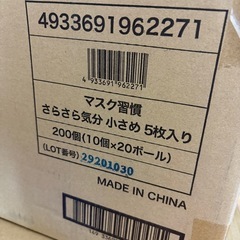 4933691962271
4 933691 962271
マスク習慣
さらさら気分 小さめ 5枚入り
200個(10個×20ボール)
(LOT番号) 29201030
MADE IN CHINA